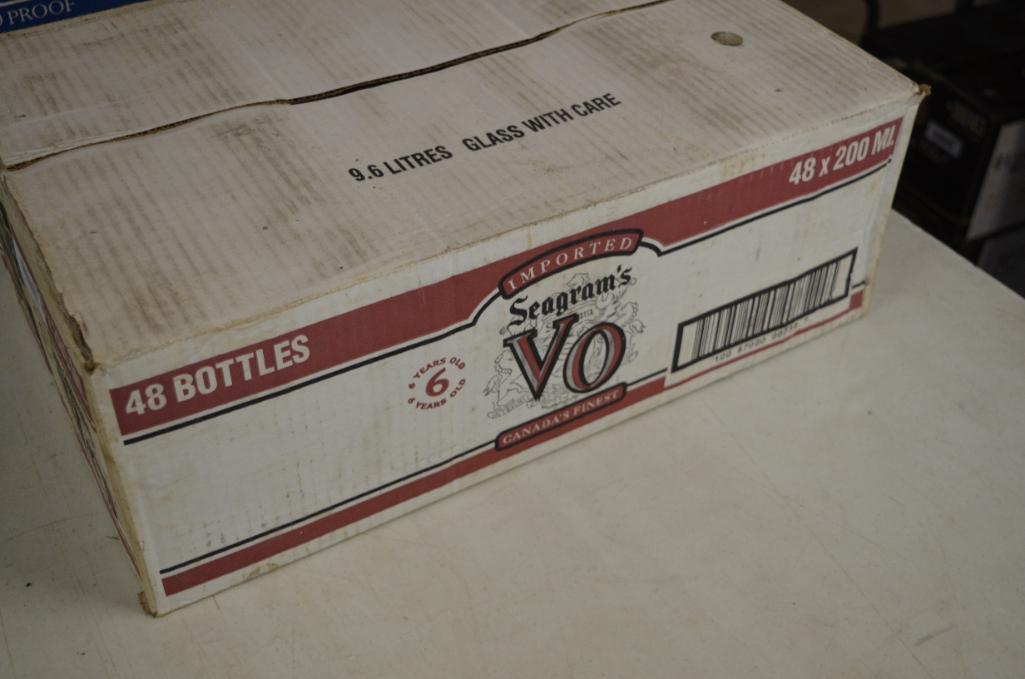 PROOF
9.6 LITRES GLASS WITH CARE
48 x 200 ML
IMPORTED
Seagram's
VO
CANADA'S FINEST
48 BOTTLES
6 YEARS OLD
6
6 YEARS OLD